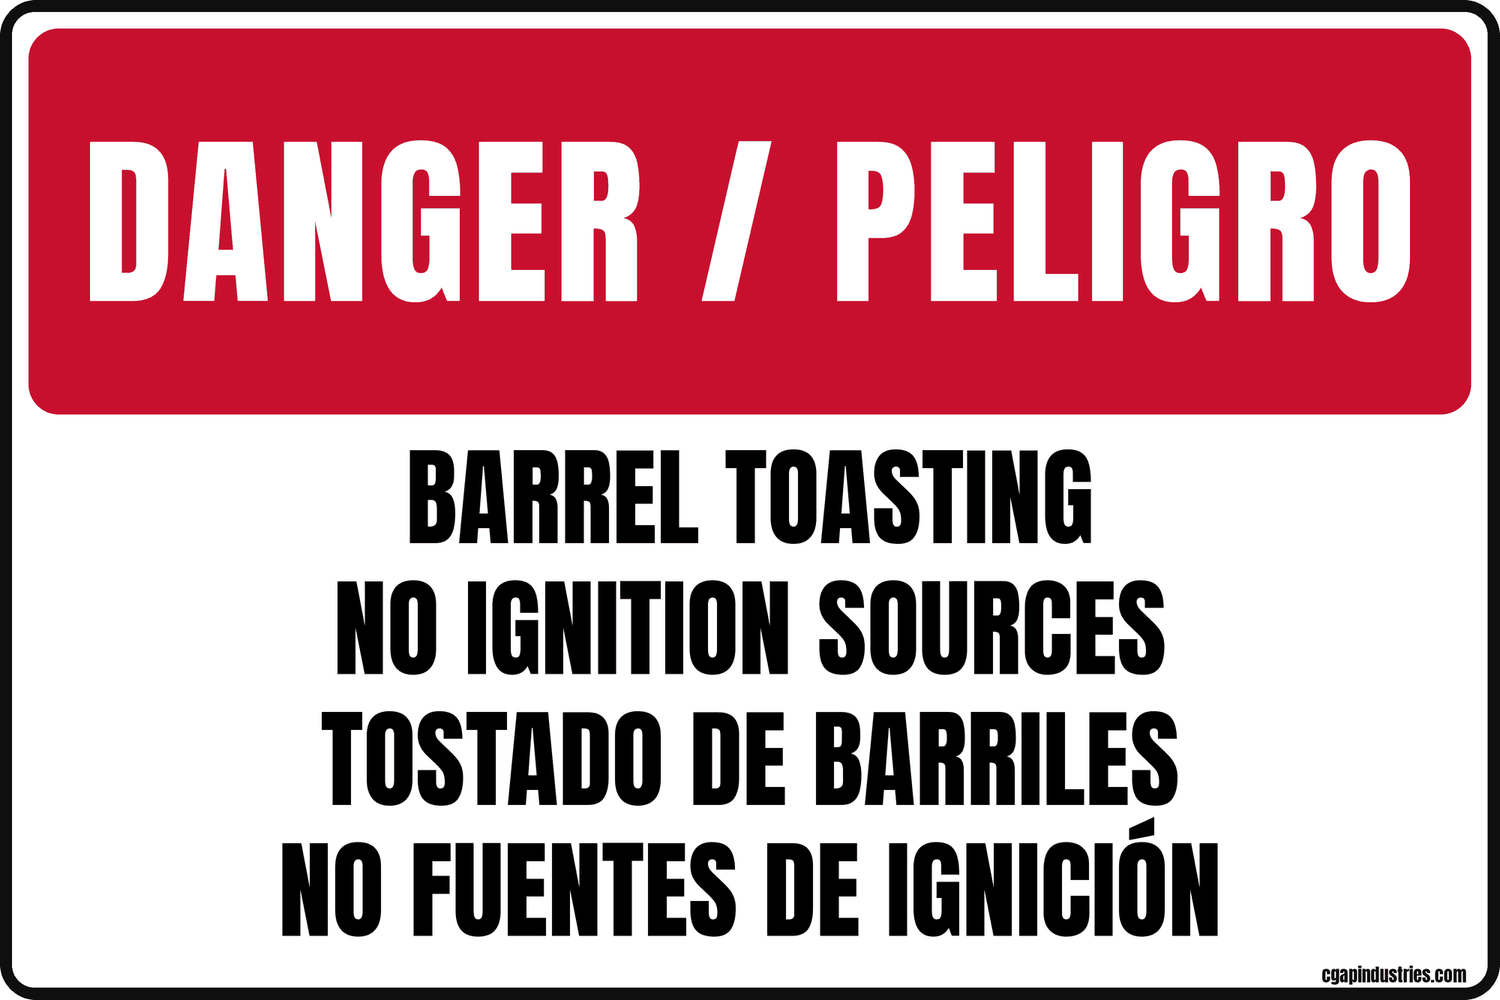 DANGER / PELIGRO
BARREL TOASTING
NO IGNITION SOURCES
TOSTADO DE BARRILES
NO FUENTES DE IGNICIÓN
cgapindustries.com